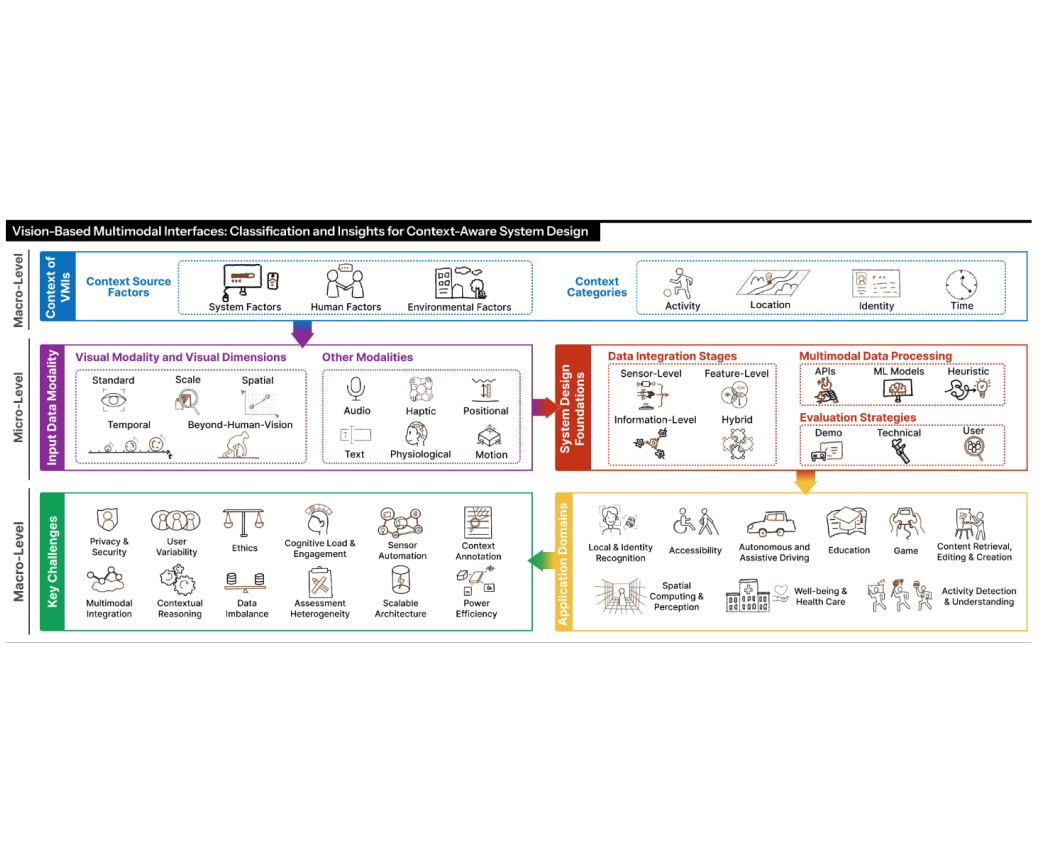 Vision-Based Multimodal Interfaces: Classification and Insights for Context-Aware System Design
Macro-Level
Context of
VMIs
Context Source
Factors
System Factors
Human Factors
Environmental Factors
Context
Categories
Activity
Location
Identity
Time
Micro-Level
Input Data Modality
Visual Modality and Visual Dimensions
Standard
Scale
Spatial
Temporal
Beyond-Human-Vision
Other Modalities
Audio
Haptic
Positional
Text
Physiological
Motion
System Design
Foundations
Data Integration Stages
Sensor-Level
Feature-Level
Information-Level
Hybrid
Multimodal Data Processing
APIs
ML Models
Heuristic
Evaluation Strategies
Demo
Technical
User
Macro-Level
Key Challenges
Privacy &
Security
User
Variability
Ethics
Cognitive Load &
Engagement
Sensor
Automation
Context
Annotation
Multimodal
Integration
Contextual
Reasoning
Data
Imbalance
Assessment
Heterogeneity
Scalable
Architecture
Power
Efficiency
Application Domains
Local & Identity
Recognition
Accessibility
Autonomous and
Assistive Driving
Education
Game
Content Retrieval,
Editing & Creation
Spatial
Computing &
Perception
Well-being &
Health Care
Activity Detection
& Understanding